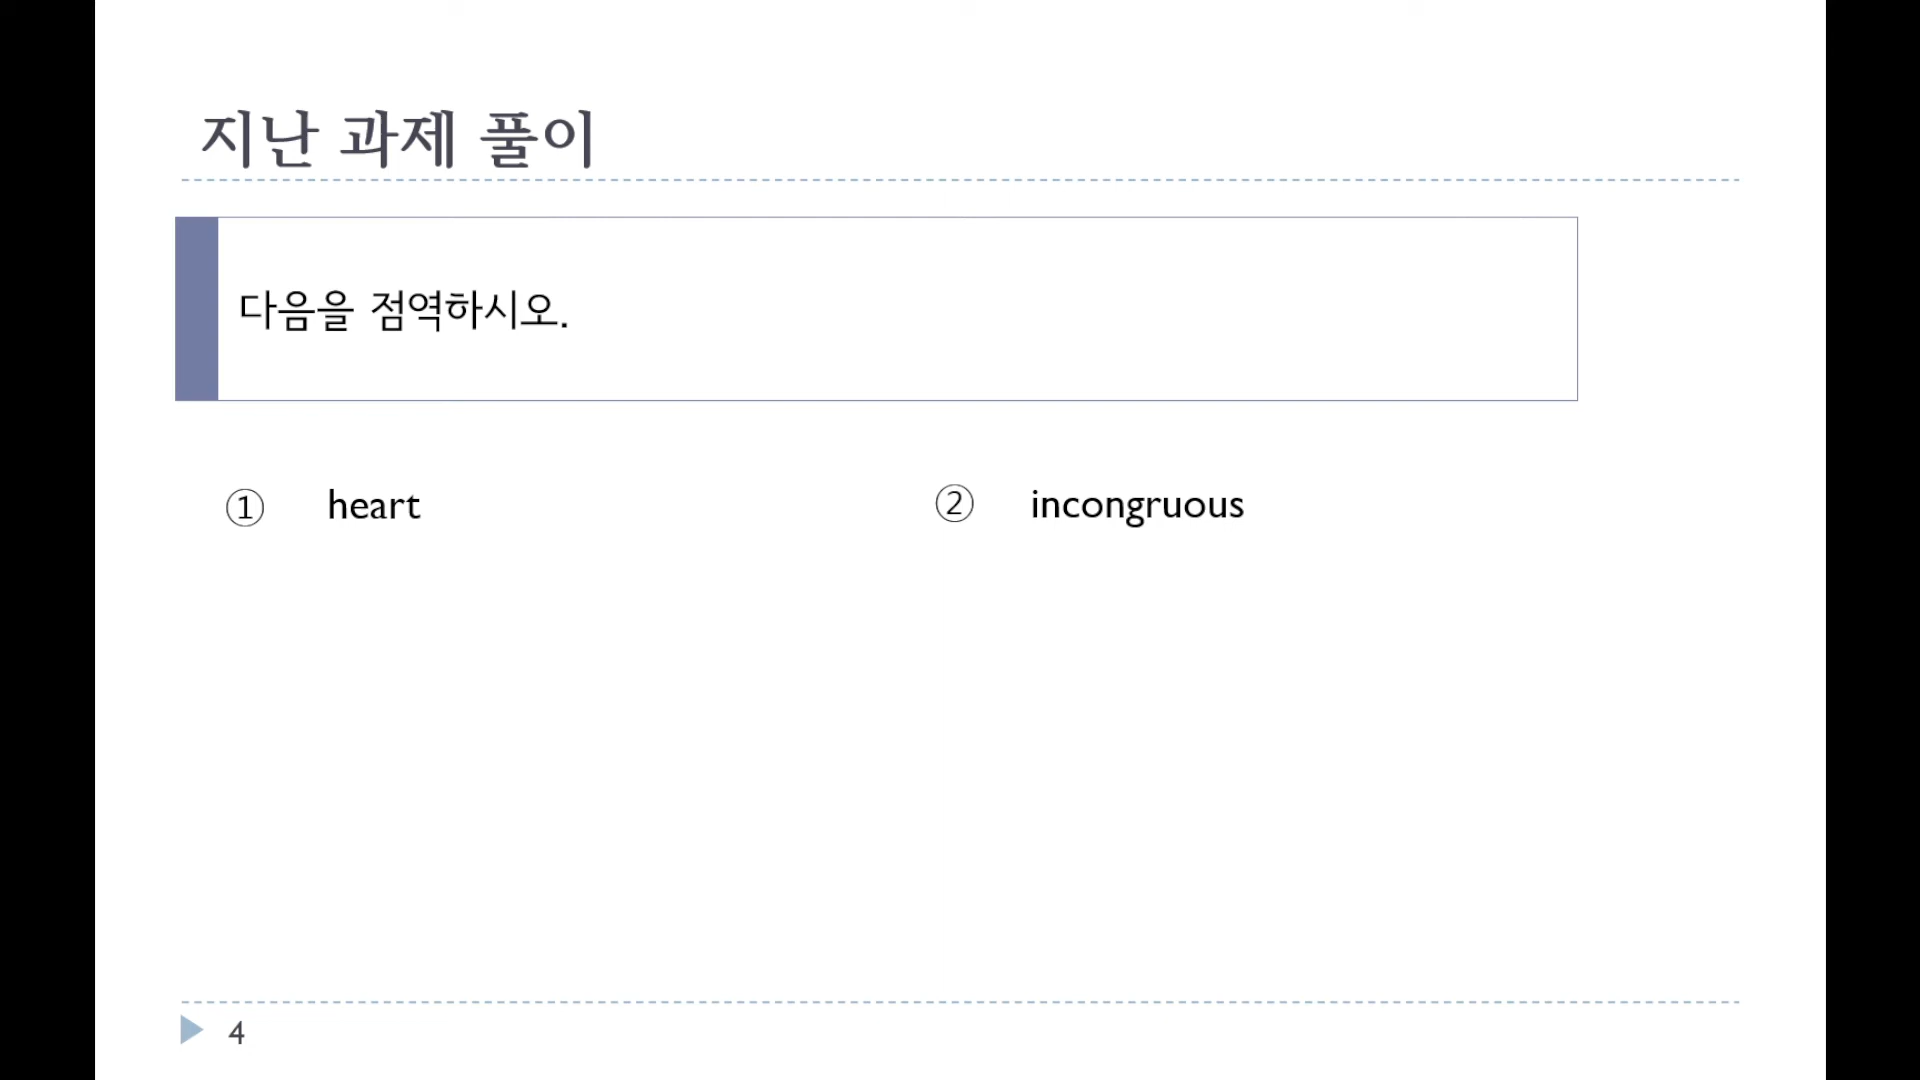 지난 과제 풀이
다음을 점역하시오.
① heart
② incongruous
4